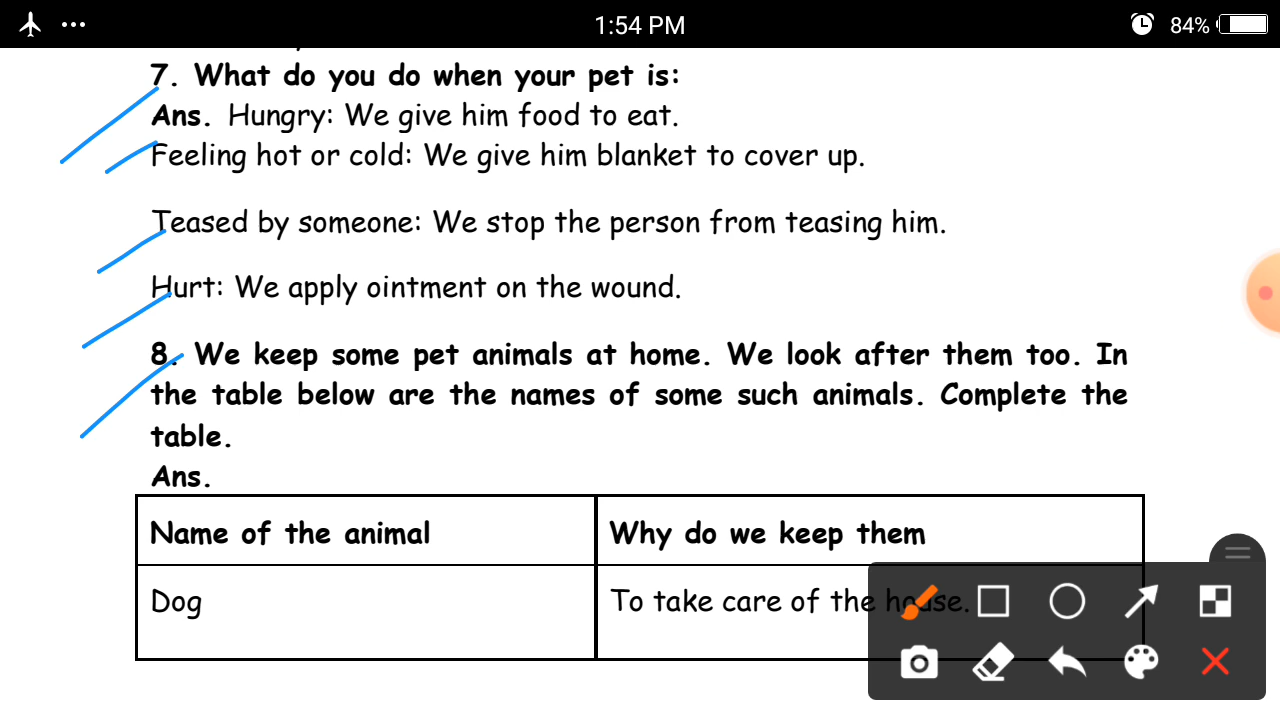 1:54 PM
84%
7. What do you do when your pet is:
Ans. Hungry: We give him food to eat.
Feeling hot or cold: We give him blanket to cover up.
Teased by someone: We stop the person from teasing him.
Hurt: We apply ointment on the wound.
8. We keep some pet animals at home. We look after them too. In
the table below are the names of some such animals. Complete the
table.
Ans.
Name of the animal
Why do we keep them
Dog
To take care of the house.